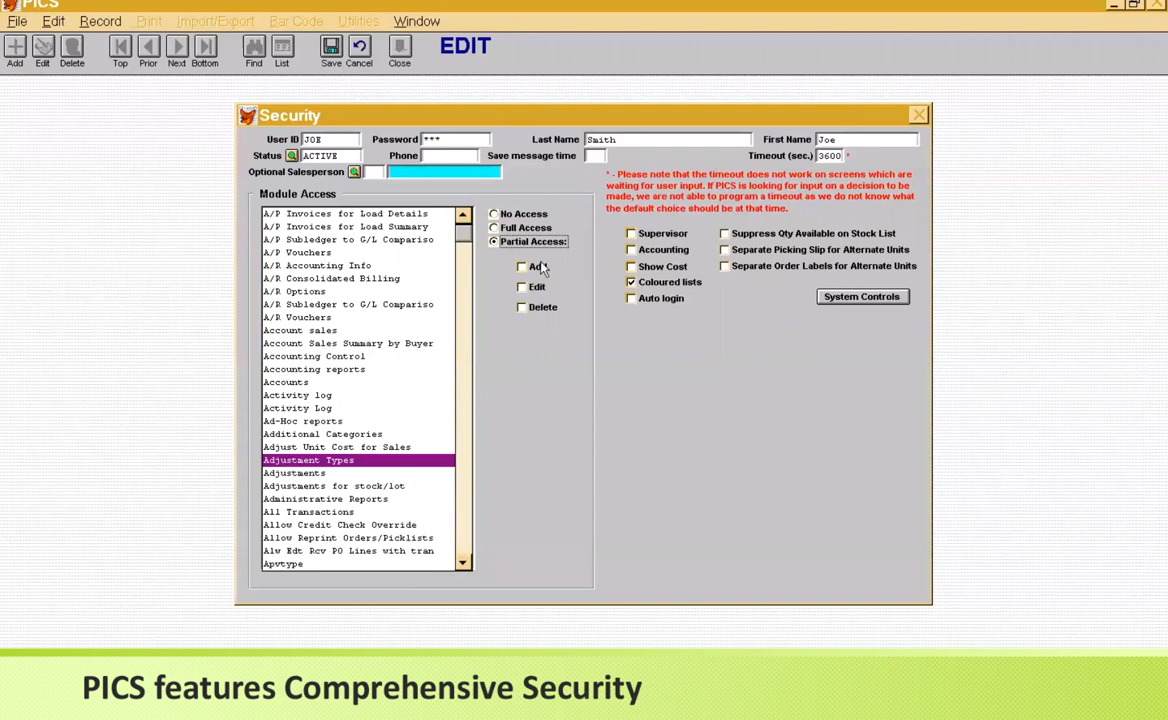 PICS
File Edit Record Print Import/Export Bar Code Utilities Window
Add Edit Delete Top Prior Next Bottom Find List Save Cancel Close EDIT
Security
User ID JOE Password *** Last Name Smith First Name Joe
Status ACTIVE Phone Save message time Timeout (sec.) 3600 *
Optional Salesperson
* - Please note that the timeout does not work on screens which are
waiting for user input. If PICS is looking for input on a decision to be
made, we are not able to program a timeout as we do not know what
the default choice should be at that time.
Module Access
A/P Invoices for Load Details
A/P Invoices for Load Summary
A/P Subledger to G/L Compariso
A/P Vouchers
A/R Accounting Info
A/R Consolidated Billing
A/R Options
A/R Subledger to G/L Compariso
A/R Vouchers
Account sales
Account Sales Summary by Buyer
Accounting Control
Accounting reports
Accounts
Activity log
Activity Log
Ad-Hoc reports
Additional Categories
Adjust Unit Cost for Sales
Adjustment Types
Adjustments
Adjustments for stock/lot
Administrative Reports
All Transactions
Allow Credit Check Override
Allow Reprint Orders/Picklists
Alw Edt Rcv PO Lines with tran
Apvtype
No Access
Full Access
Partial Access:
Add
Edit
Delete
Supervisor
Accounting
Show Cost
Coloured lists
Auto login
Suppress Qty Available on Stock List
Separate Picking Slip for Alternate Units
Separate Order Labels for Alternate Units
System Controls
PICS features Comprehensive Security